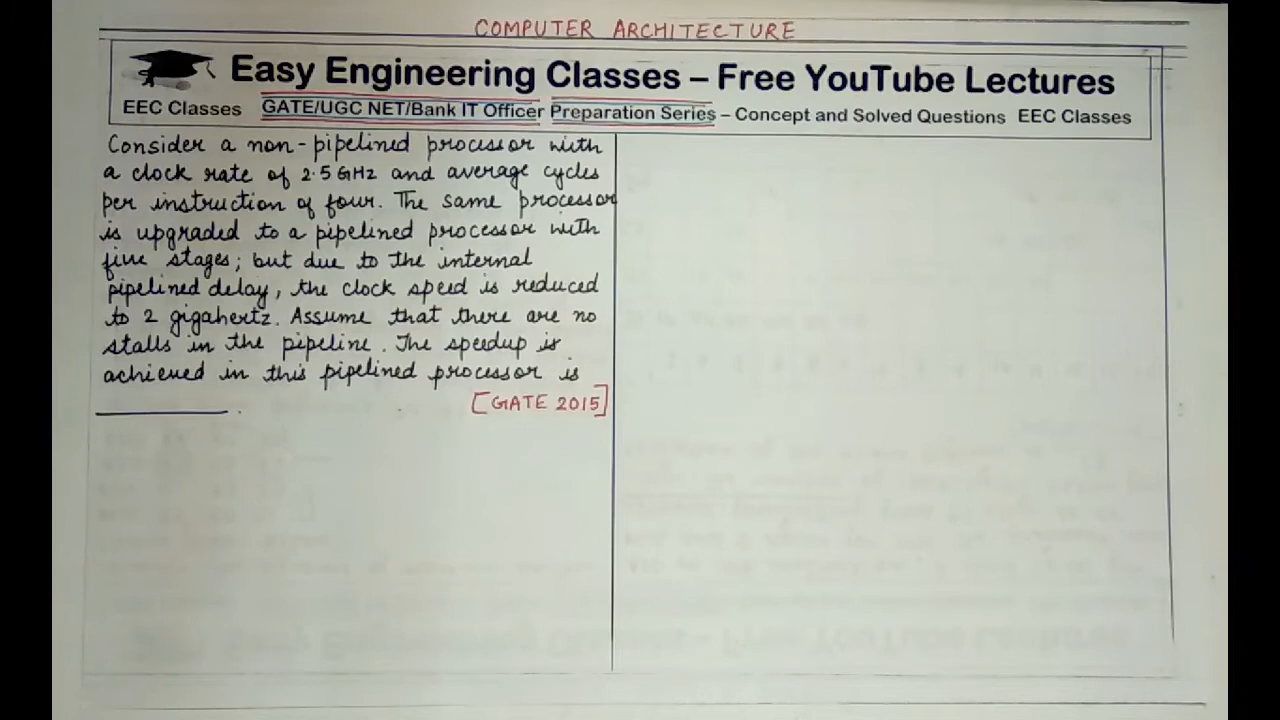 COMPUTER ARCHITECTURE
Easy Engineering Classes – Free YouTube Lectures
EEC Classes GATE/UGC NET/Bank IT Officer Preparation Series – Concept and Solved Questions EEC Classes
Consider a non-pipelined processor with
a clock rate of 2.5 GHz and average cycles
per instruction of four. The same processor
is upgraded to a pipelined processor with
five stages; but due to the internal
pipelined delay, the clock speed is reduced
to 2 gigahertz. Assume that there are no
stalls in the pipeline. The speedup is
achieved in this pipelined processor is
__________.
[GATE 2015]